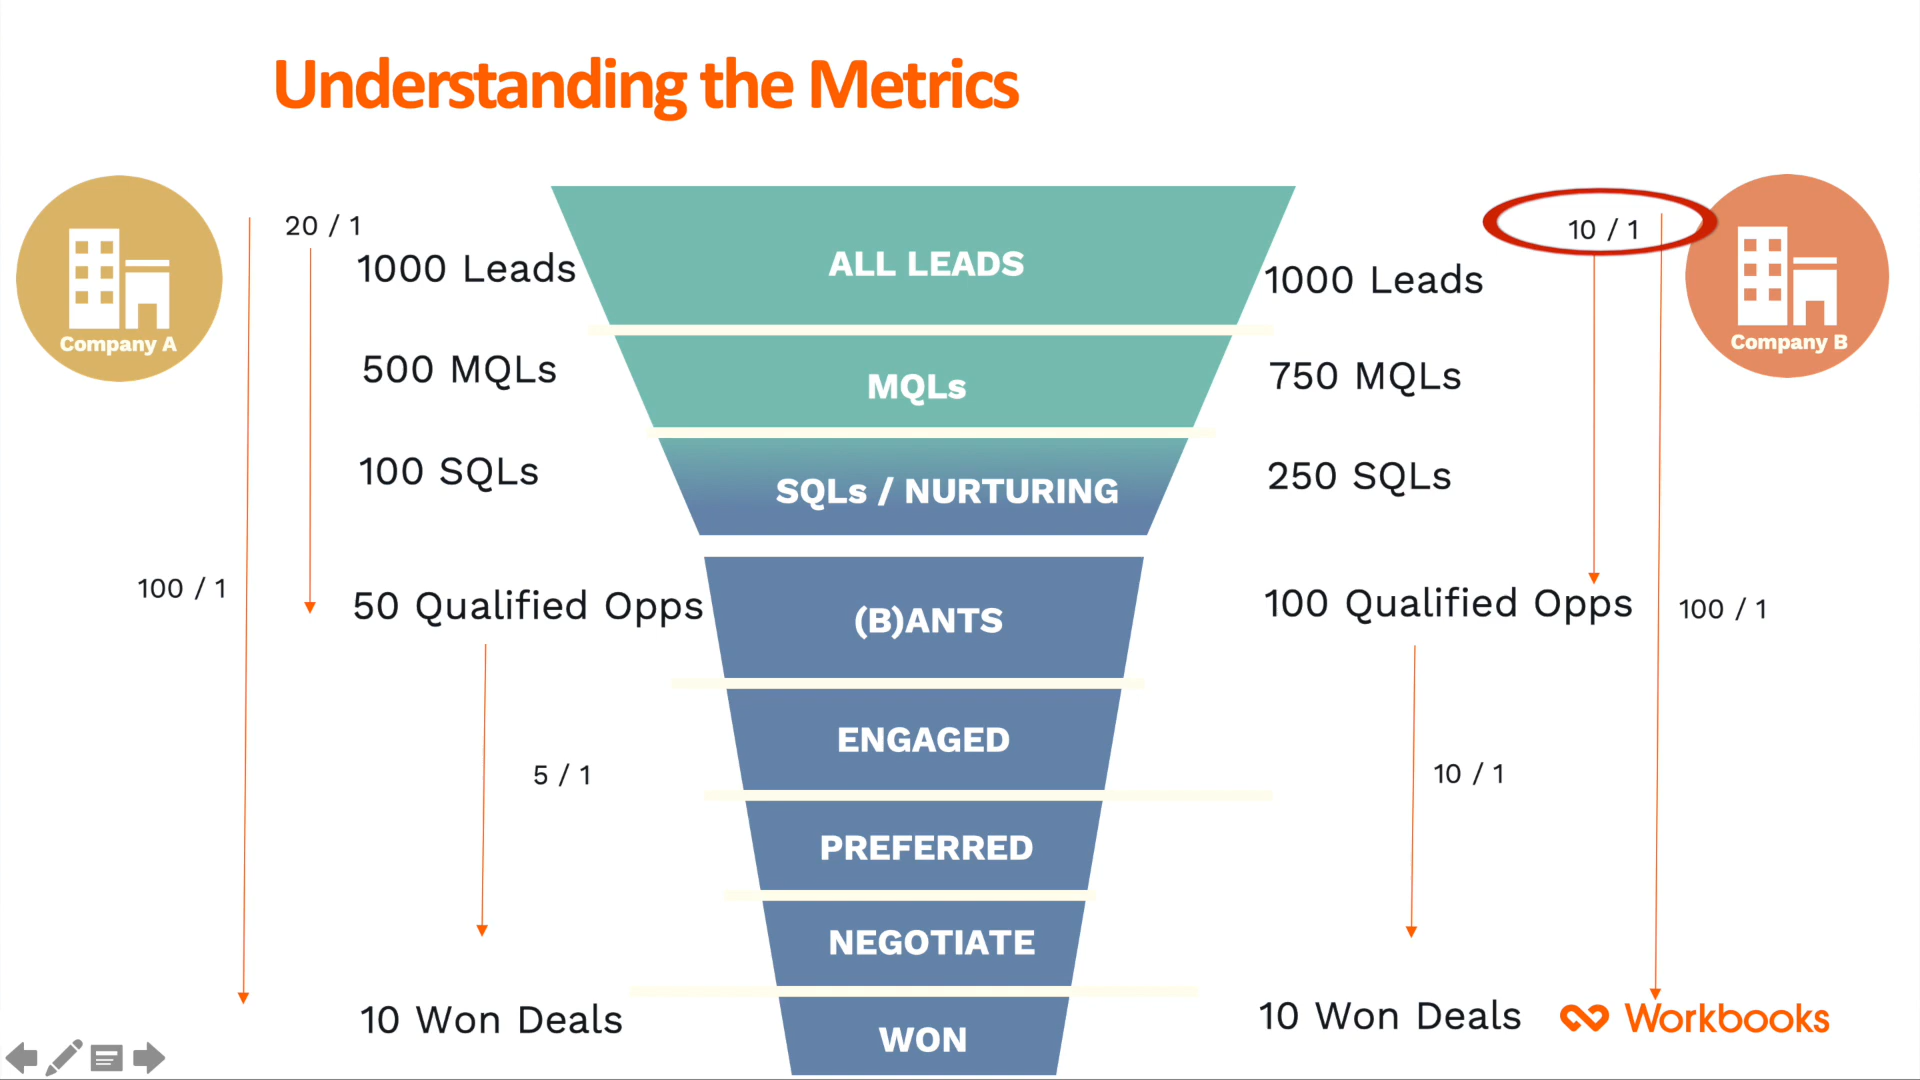 Understanding the Metrics
Company A
20 / 1
1000 Leads
500 MQLs
100 SQLs
100 / 1
50 Qualified Opps
5 / 1
10 Won Deals
ALL LEADS
MQLs
SQLs / NURTURING
(B)ANTS
ENGAGED
PREFERRED
NEGOTIATE
WON
10 / 1
Company B
1000 Leads
750 MQLs
250 SQLs
100 Qualified Opps
100 / 1
10 / 1
10 Won Deals
Workbooks